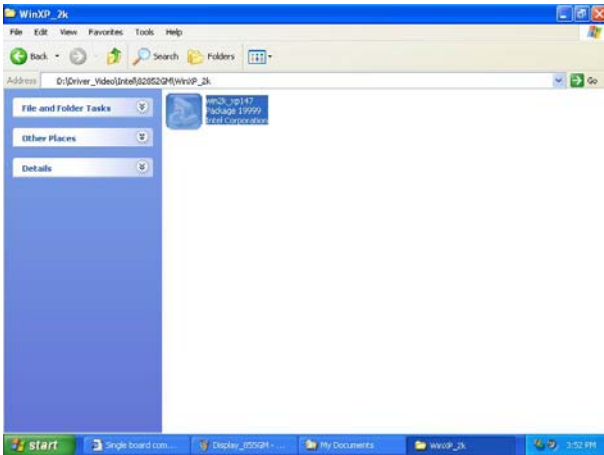 WinXP_2k
File Edit View Favorites Tools Help
Back Search Folders
Address D:\Driver_Video\Intel\82852GM\WinXP_2k Go
File and Folder Tasks
Other Places
Details
win2k_xp147
Package 19999
Intel Corporation
start Single board com... Display_855GM - ... My Documents WinXP_2k 3:52 PM